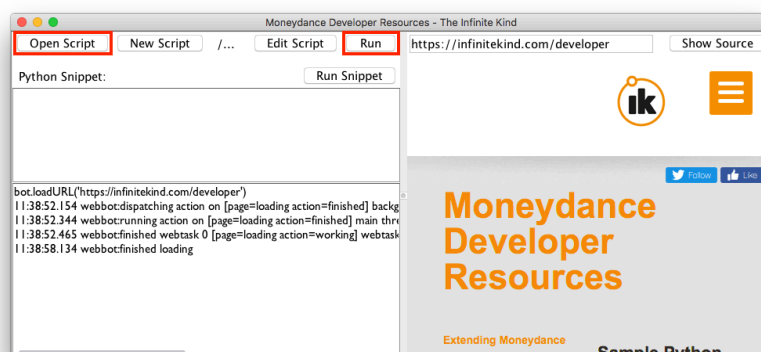 Moneydance Developer Resources - The Infinite Kind
Open Script New Script /... Edit Script Run https://infinitekind.com/developer Show Source
Python Snippet: Run Snippet
ik
bot.loadURL('https://infinitekind.com/developer')
11:38:52.154 webbot:dispatching action on [page=loading action=finished] backg
11:38:52.344 webbot:running action on [page=loading action=finished] main thre
11:38:52.465 webbot:finished webtask 0 [page=loading action=working] webtask
11:38:58.134 webbot:finished loading
Follow Like
Moneydance
Developer
Resources
Extending Moneydance
Sample Python